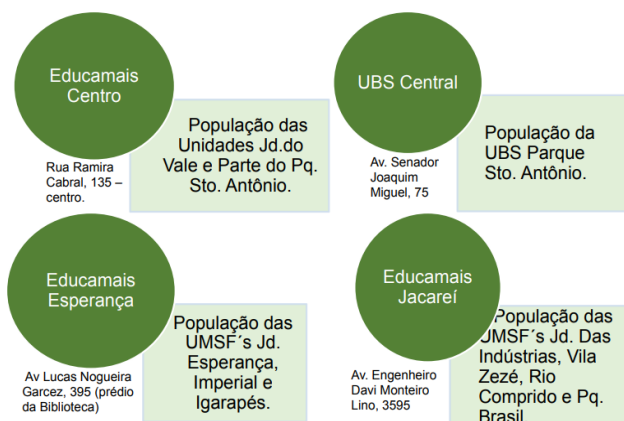 Educamais
Centro
População das
Unidades Jd.do
Vale e Parte do Pq.
Sto. Antônio.
Rua Ramira
Cabral, 135 –
centro.
UBS Central
População da
UBS Parque
Sto. Antônio.
Av. Senador
Joaquim
Miguel, 75
Educamais
Esperança
População das
UMSF´s Jd.
Esperança,
Imperial e
Igarapés.
Av Lucas Nogueira
Garcez, 395 (prédio
da Biblioteca)
Educamais
Jacareí
População das
UMSF´s Jd. Das
Indústrias, Vila
Zezé, Rio
Comprido e Pq.
Brasil
Av. Engenheiro
Davi Monteiro
Lino, 3595